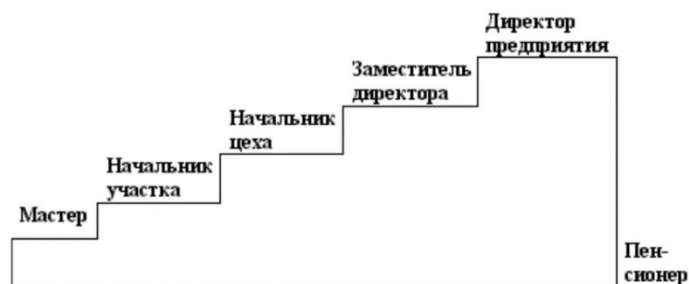 Мастер
Начальник
участка
Начальник
цеха
Заместитель
директора
Директор
предприятия
Пен-
сионер